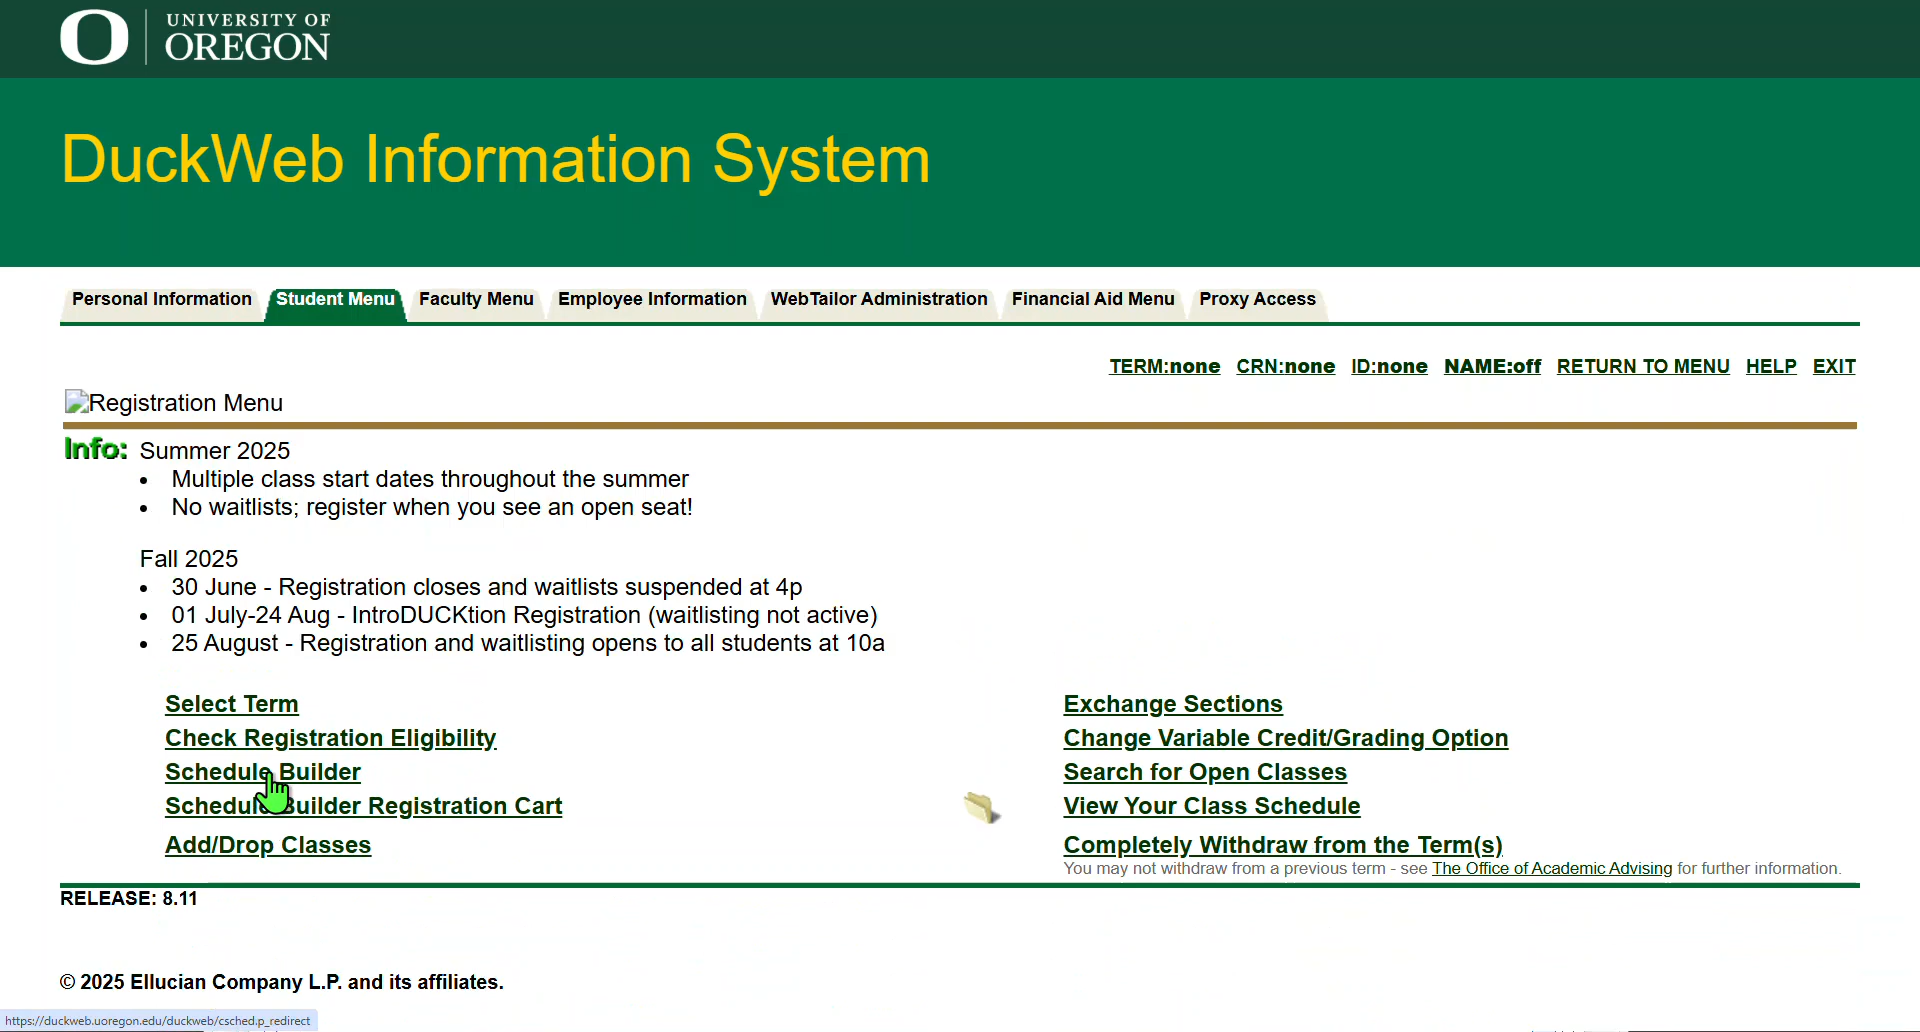 UNIVERSITY OF
OREGON
DuckWeb Information System
Personal Information Student Menu Faculty Menu Employee Information WebTailor Administration Financial Aid Menu Proxy Access
TERM:none CRN:none ID:none NAME:off RETURN TO MENU HELP EXIT
Registration Menu
Info: Summer 2025
• Multiple class start dates throughout the summer
• No waitlists; register when you see an open seat!
Fall 2025
• 30 June - Registration closes and waitlists suspended at 4p
• 01 July-24 Aug - IntroDUCKtion Registration (waitlisting not active)
• 25 August - Registration and waitlisting opens to all students at 10a
Select Term
Check Registration Eligibility
Schedule Builder
Schedule Builder Registration Cart
Add/Drop Classes
Exchange Sections
Change Variable Credit/Grading Option
Search for Open Classes
View Your Class Schedule
Completely Withdraw from the Term(s)
You may not withdraw from a previous term - see The Office of Academic Advising for further information.
RELEASE: 8.11
© 2025 Ellucian Company L.P. and its affiliates.
https://duckweb.uoregon.edu/duckweb/csched.p_redirect